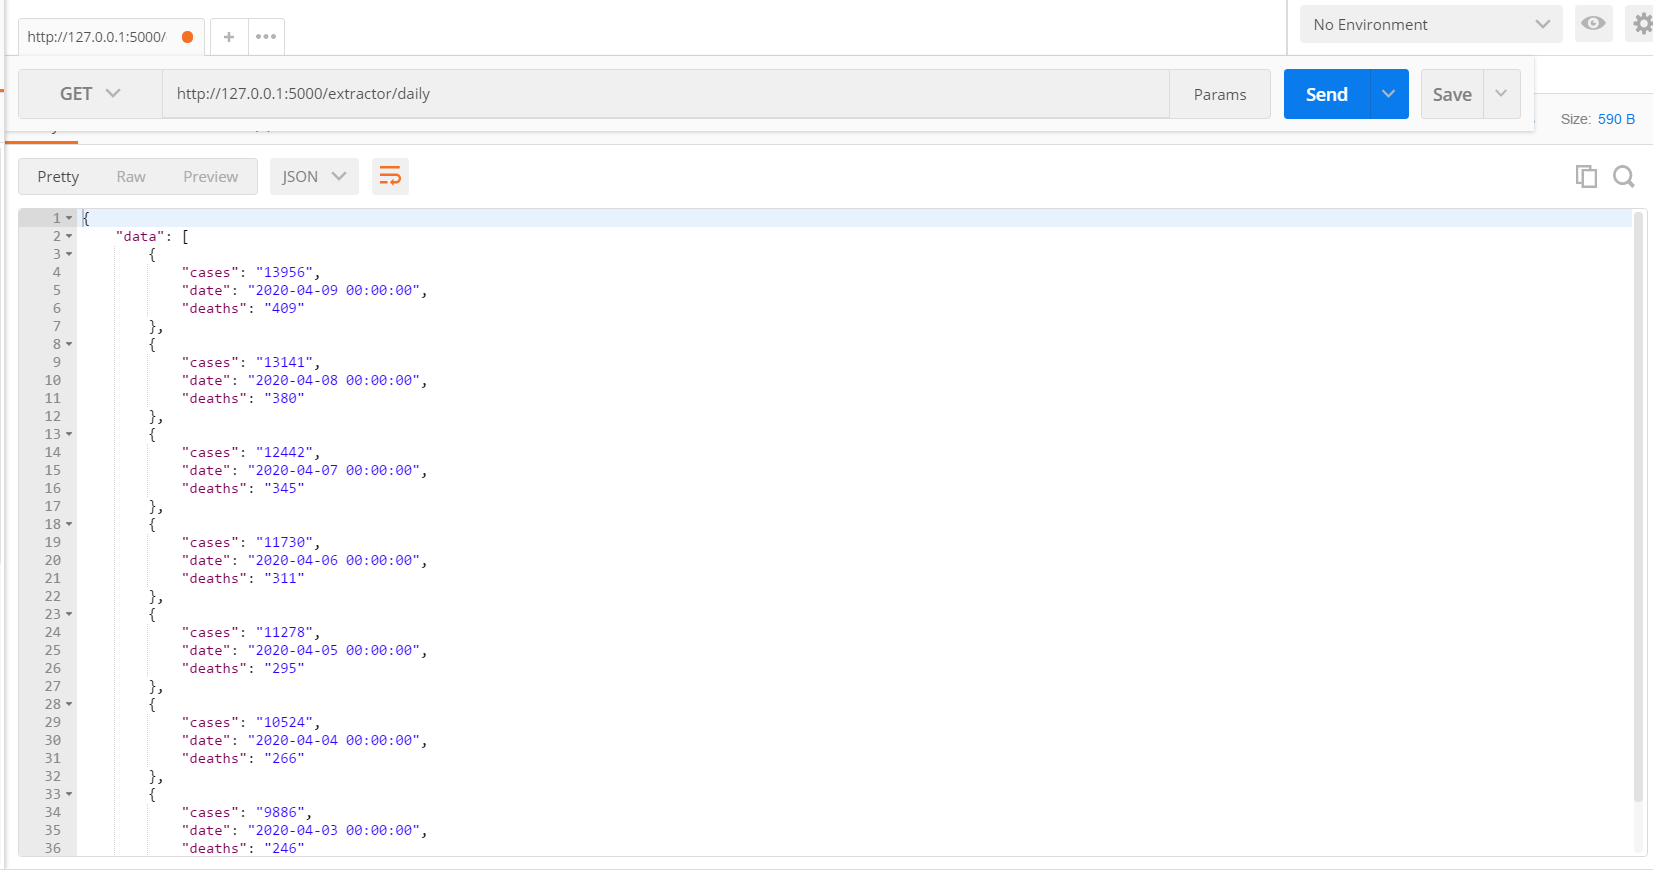 http://127.0.0.1:5000/
No Environment
GET
http://127.0.0.1:5000/extractor/daily
Params
Send
Save
Size: 590 B
Pretty
Raw
Preview
JSON
1 {
2 "data": [
3 {
4 "cases": "13956",
5 "date": "2020-04-09 00:00:00",
6 "deaths": "409"
7 },
8 {
9 "cases": "13141",
10 "date": "2020-04-08 00:00:00",
11 "deaths": "380"
12 },
13 {
14 "cases": "12442",
15 "date": "2020-04-07 00:00:00",
16 "deaths": "345"
17 },
18 {
19 "cases": "11730",
20 "date": "2020-04-06 00:00:00",
21 "deaths": "311"
22 },
23 {
24 "cases": "11278",
25 "date": "2020-04-05 00:00:00",
26 "deaths": "295"
27 },
28 {
29 "cases": "10524",
30 "date": "2020-04-04 00:00:00",
31 "deaths": "266"
32 },
33 {
34 "cases": "9886",
35 "date": "2020-04-03 00:00:00",
36 "deaths": "246"